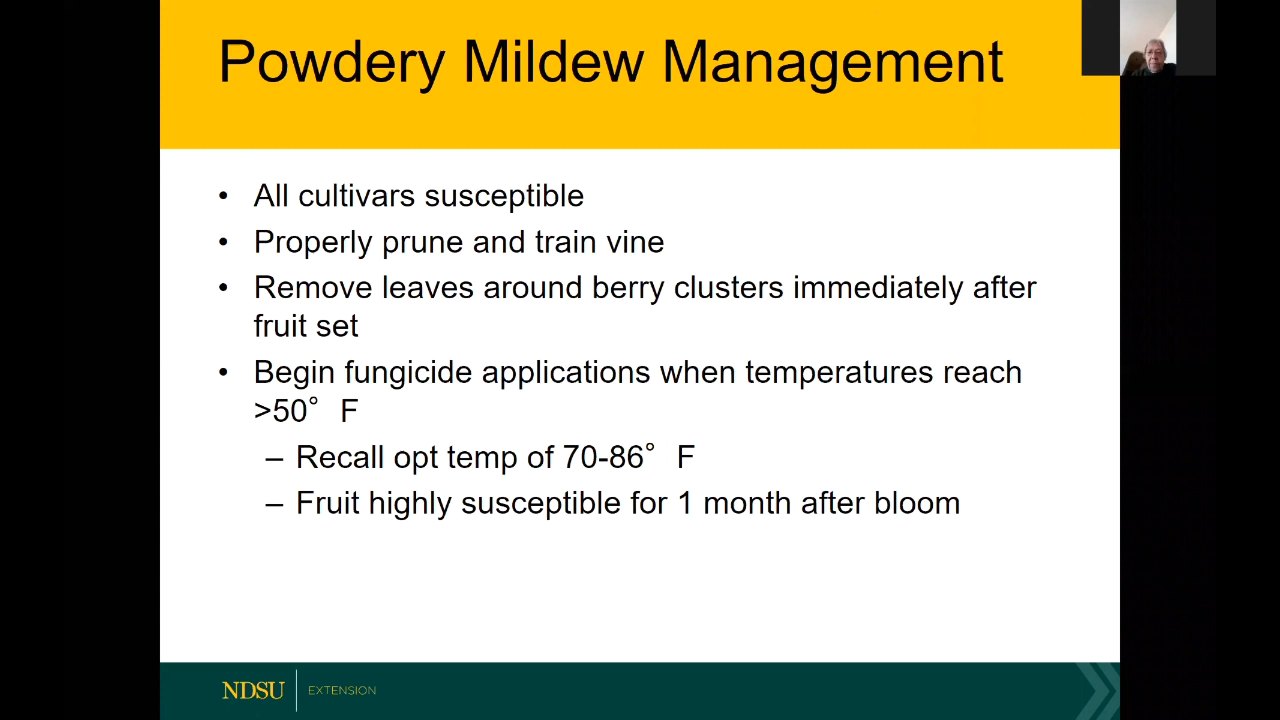 Powdery Mildew Management
• All cultivars susceptible
• Properly prune and train vine
• Remove leaves around berry clusters immediately after
fruit set
• Begin fungicide applications when temperatures reach
>50° F
– Recall opt temp of 70-86° F
– Fruit highly susceptible for 1 month after bloom
NDSU EXTENSION